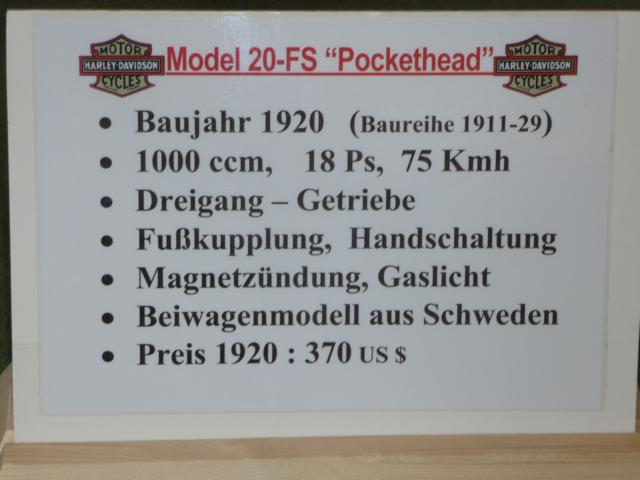 MOTOR HARLEY-DAVIDSON CYCLES
Model 20-FS “Pockethead”
MOTOR HARLEY-DAVIDSON CYCLES
• Baujahr 1920 (Baureihe 1911-29)
• 1000 ccm, 18 Ps, 75 Kmh
• Dreigang – Getriebe
• Fußkupplung, Handschaltung
• Magnetzündung, Gaslicht
• Beiwagenmodell aus Schweden
• Preis 1920 : 370 US $